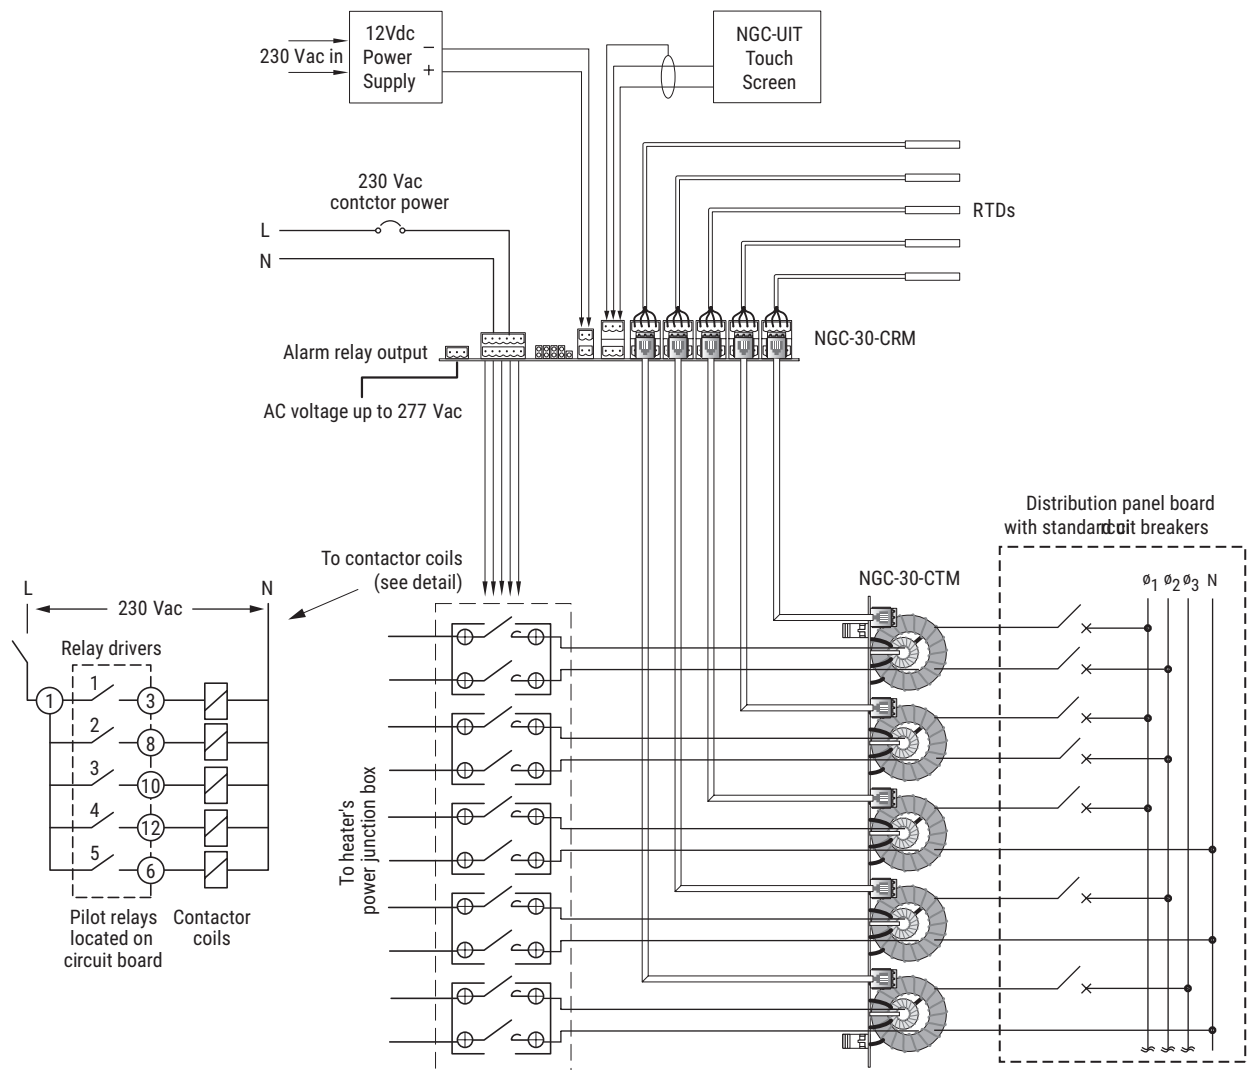 12Vdc
Power
Supply
–
+
230 Vac in
NGC-UIT
Touch
Screen
230 Vac
contctor power
L
N
RTDs
NGC-30-CRM
Alarm relay output
AC voltage up to 277 Vac
Distribution panel board
with standard cuit breakers
To contactor coils
(see detail)
NGC-30-CTM
ø1 ø2 ø3 N
L
230 Vac
N
Relay drivers
1
1
3
2
8
3
10
4
12
5
6
Pilot relays
located on
circuit board
Contactor
coils
To heater's
power junction box